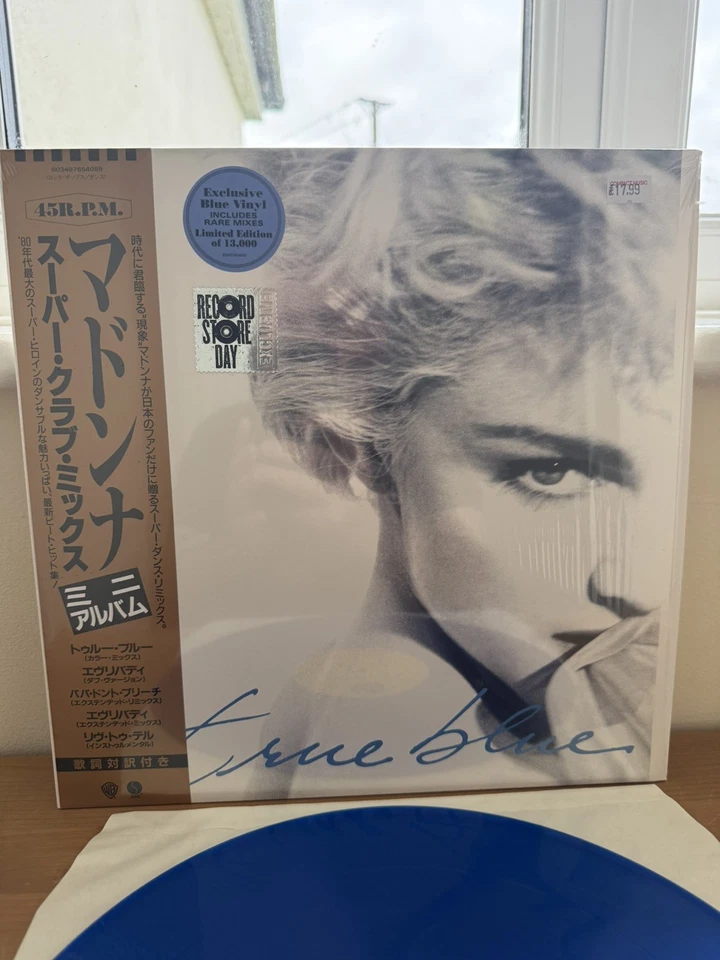 603497864089
45R.P.M.
マドンナ
スーパー・クラブ・ミックス
時代に君臨する"現象"マドンナが日本のファンだけに贈るスーパー・ダンス・リミックス。
'80年代最大のスーパー・ヒロインのダンサブルな魅力いっぱい、最新ビート・ヒット集!
ミニ
アルバム
トゥルー・ブルー
(カラー・ミックス)
エヴリバディ
(ダブ・ヴァージョン)
パパ・ドント・プリーチ
(エクステンデッド・リミックス)
エヴリバディ
(エクステンデッド・ミックス)
リヴ・トゥ・テル
(インストゥルメンタル)
歌詞対訳付き
Exclusive
Blue Vinyl
INCLUDES
RARE MIXES
Limited Edition
of 13,000
RECORD
STORE
DAY
EXCLUSIVE
£17.99
true blue